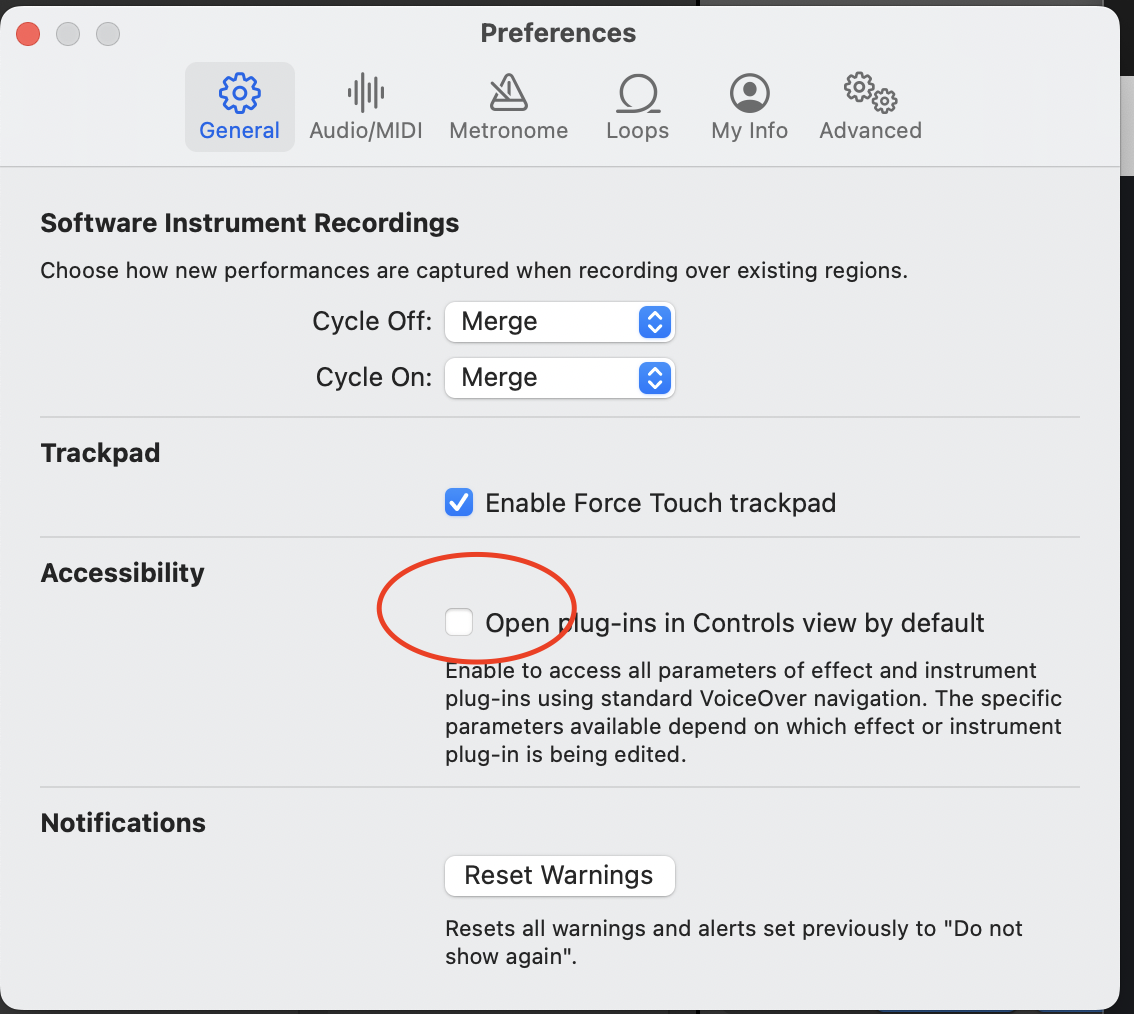 Preferences
General
Audio/MIDI
Metronome
Loops
My Info
Advanced
Software Instrument Recordings
Choose how new performances are captured when recording over existing regions.
Cycle Off: Merge
Cycle On: Merge
Trackpad
Enable Force Touch trackpad
Accessibility
Open plug-ins in Controls view by default
Enable to access all parameters of effect and instrument
plug-ins using standard VoiceOver navigation. The specific
parameters available depend on which effect or instrument
plug-in is being edited.
Notifications
Reset Warnings
Resets all warnings and alerts set previously to "Do not
show again".